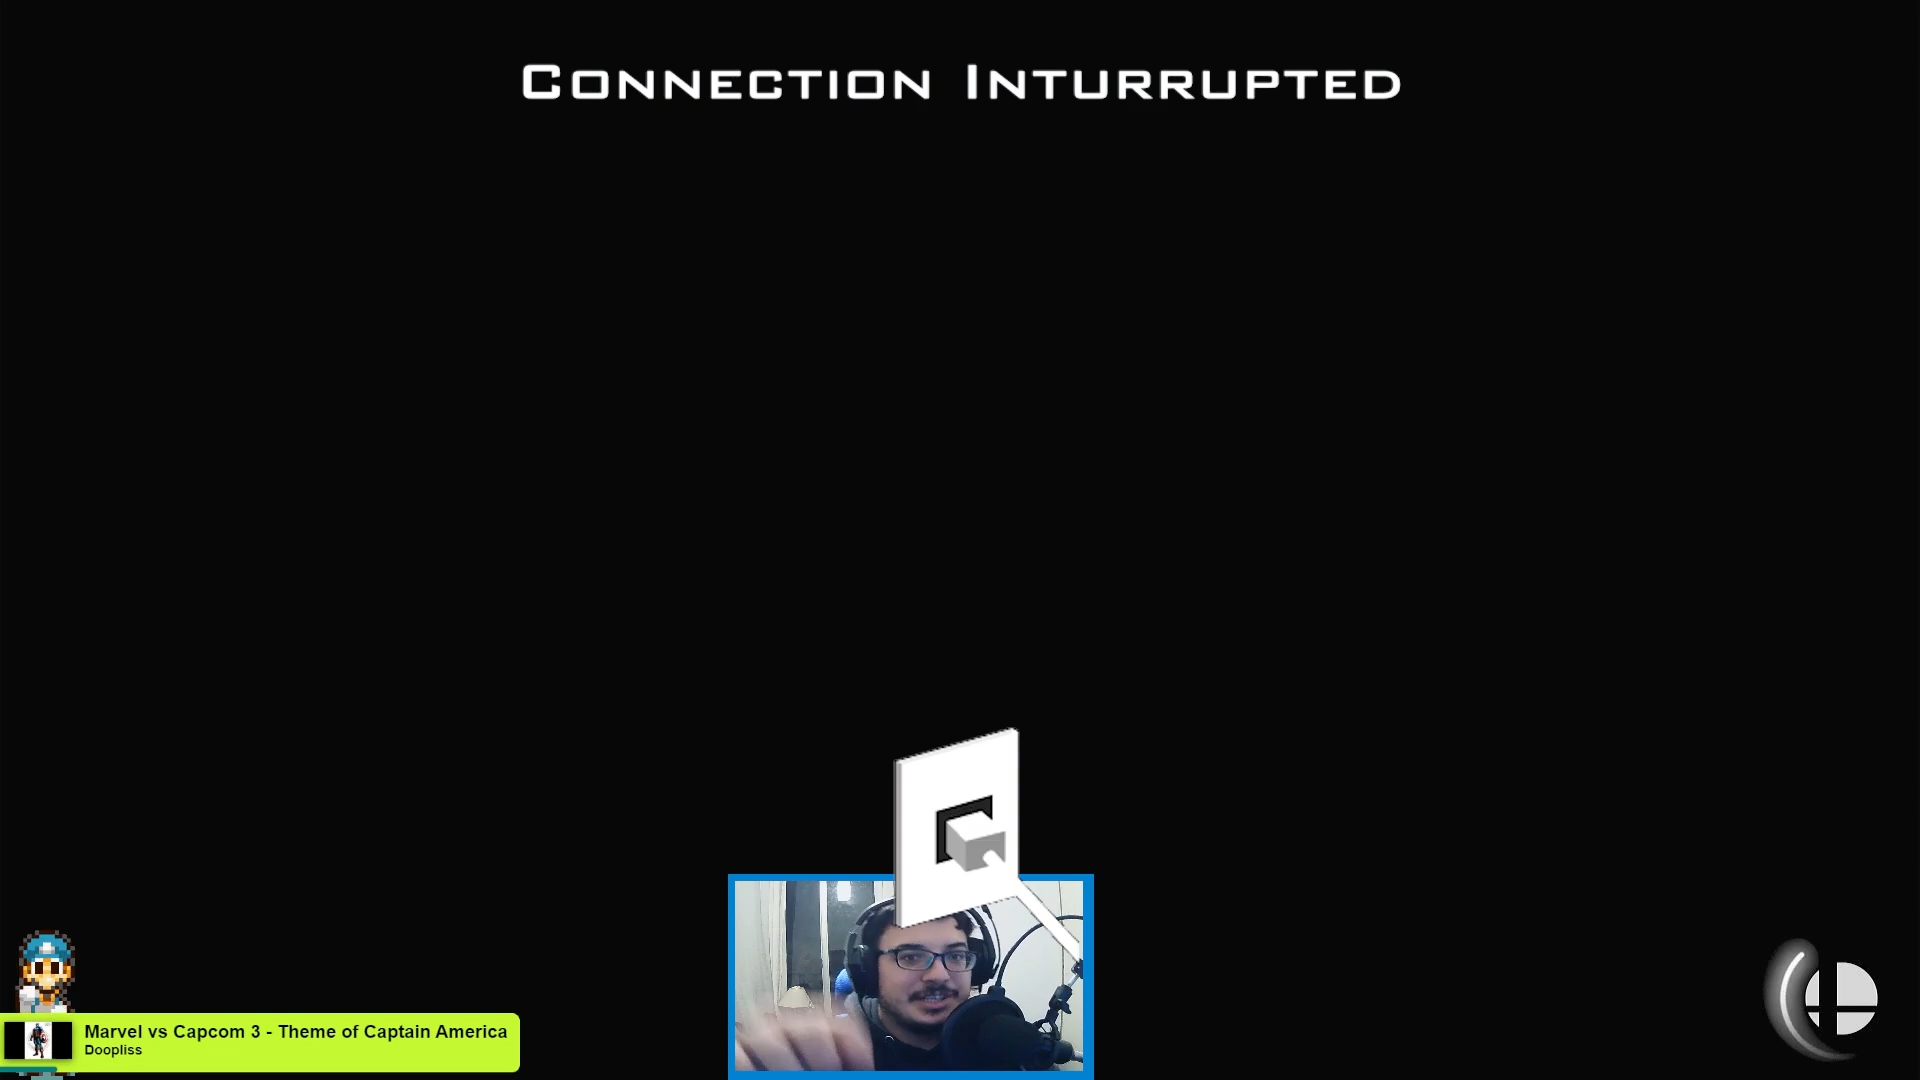 Connection Inturrupted
Marvel vs Capcom 3 - Theme of Captain America
Doopliss